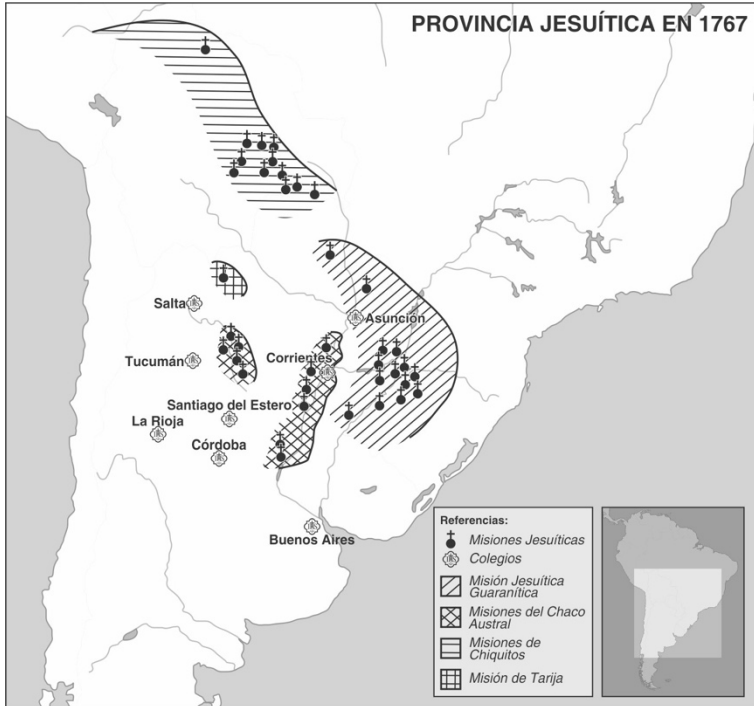 PROVINCIA JESUÍTICA EN 1767
Salta
Asunción
Tucumán
Corrientes
Santiago del Estero
La Rioja
Córdoba
Buenos Aires
Referencias:
Misiones Jesuíticas
Colegios
Misión Jesuítica
Guaranítica
Misiones del Chaco
Austral
Misiones de
Chiquitos
Misión de Tarija